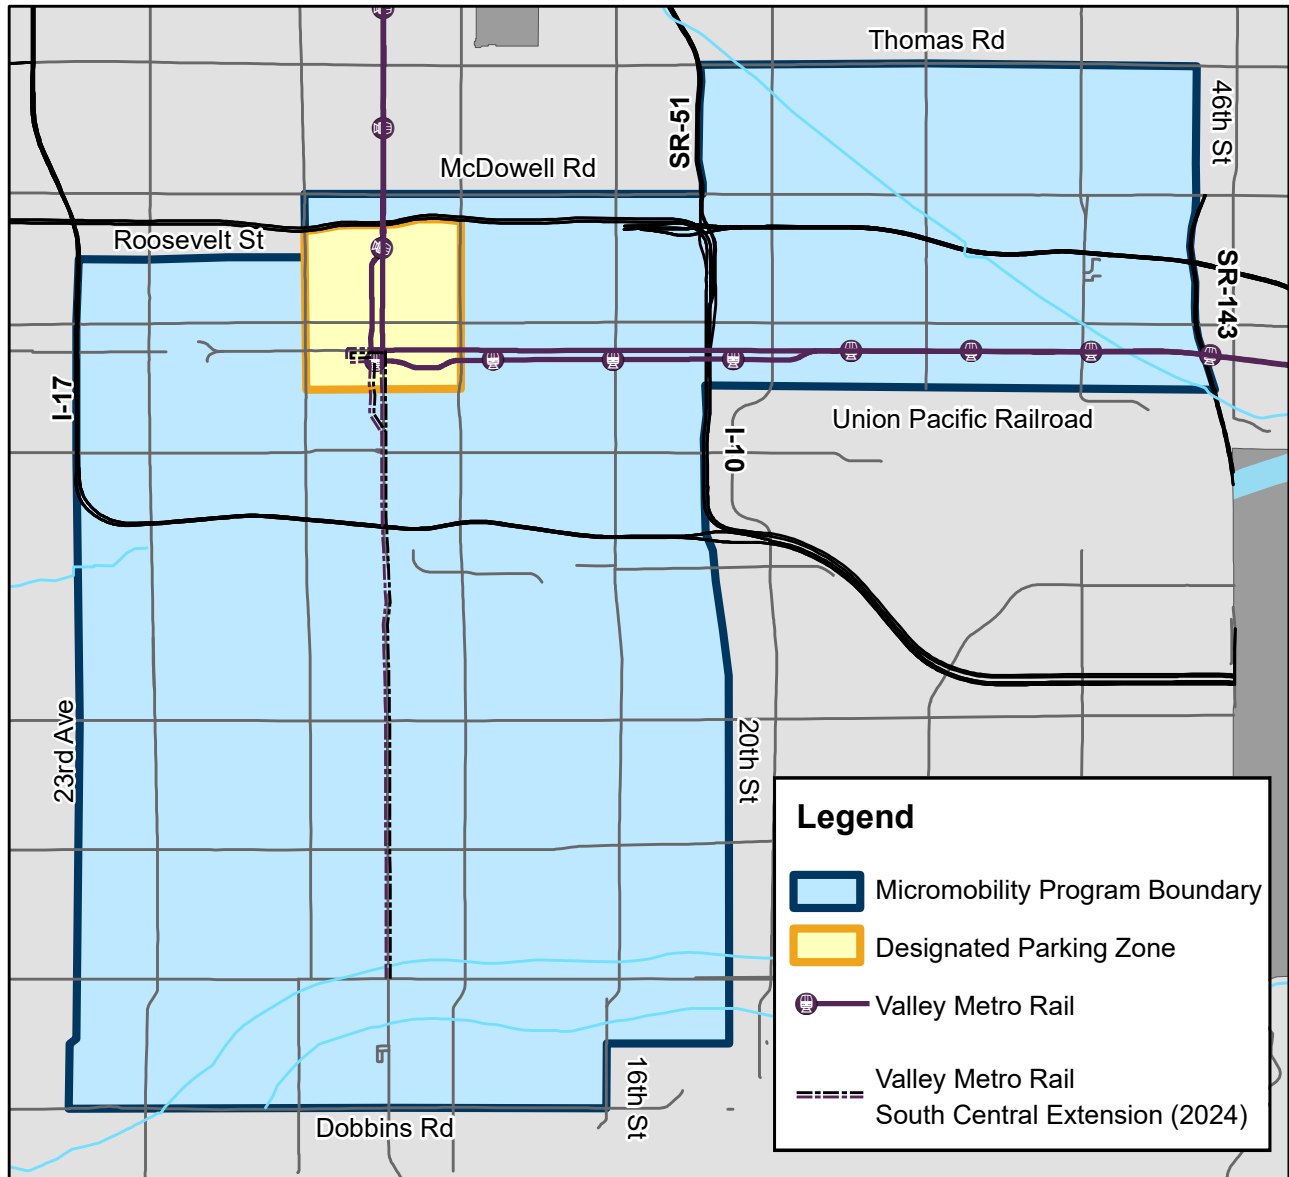 Thomas Rd
46th St
SR-51
McDowell Rd
Roosevelt St
SR-143
I-17
Union Pacific Railroad
I-10
23rd Ave
20th St
Legend
Micromobility Program Boundary
Designated Parking Zone
Valley Metro Rail
Valley Metro Rail
South Central Extension (2024)
16th St
Dobbins Rd